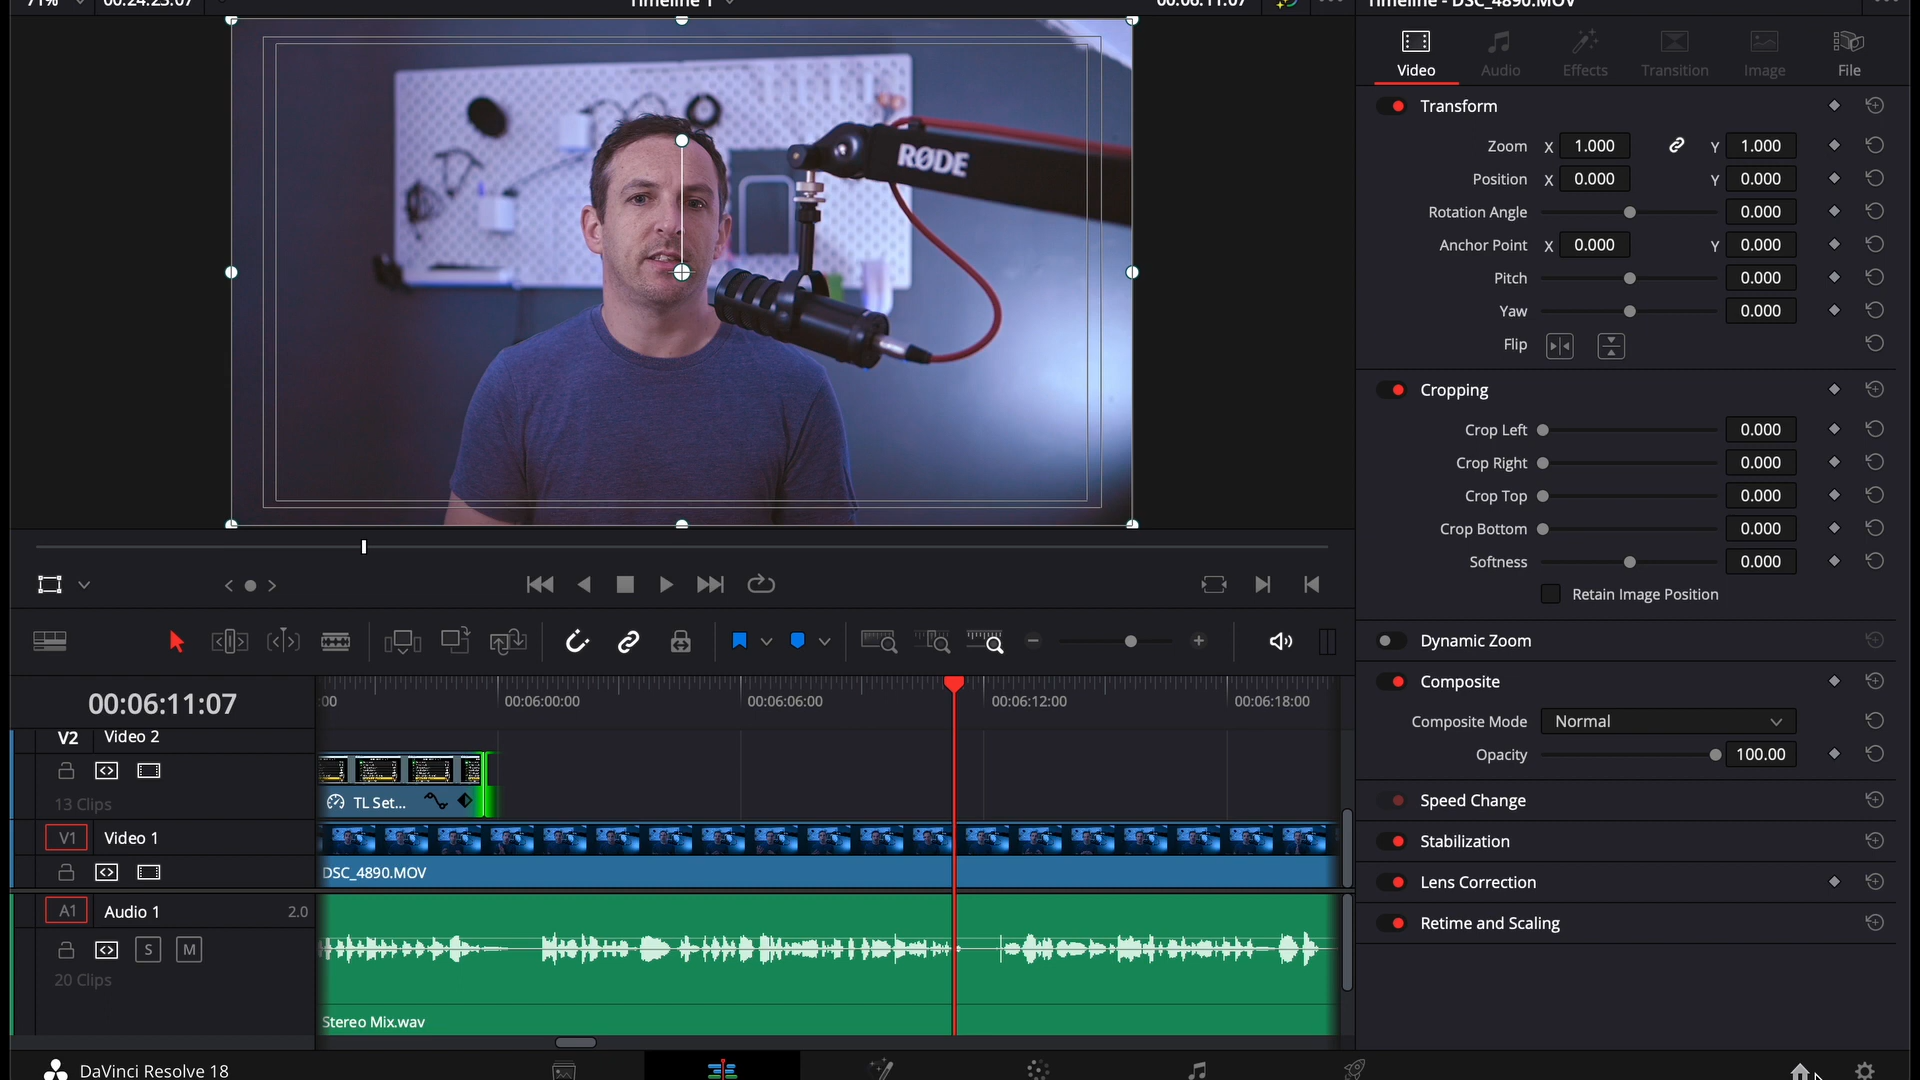 71% 00:24:23:07 Timeline 1 00:06:11:07 Timeline - DSC_4890.MOV
Video Audio Effects Transition Image File
Transform
Zoom X 1.000 Y 1.000
Position X 0.000 Y 0.000
Rotation Angle 0.000
Anchor Point X 0.000 Y 0.000
Pitch 0.000
Yaw 0.000
Flip
Cropping
Crop Left 0.000
Crop Right 0.000
Crop Top 0.000
Crop Bottom 0.000
Softness 0.000
Retain Image Position
Dynamic Zoom
Composite
Composite Mode Normal
Opacity 100.00
Speed Change
Stabilization
Lens Correction
Retime and Scaling
RØDE
00:06:11:07
:00 00:06:00:00 00:06:06:00 00:06:12:00 00:06:18:00
V2 Video 2
13 Clips
TL Set...
V1 Video 1
DSC_4890.MOV
A1 Audio 1 2.0
S M
20 Clips
Stereo Mix.wav
DaVinci Resolve 18